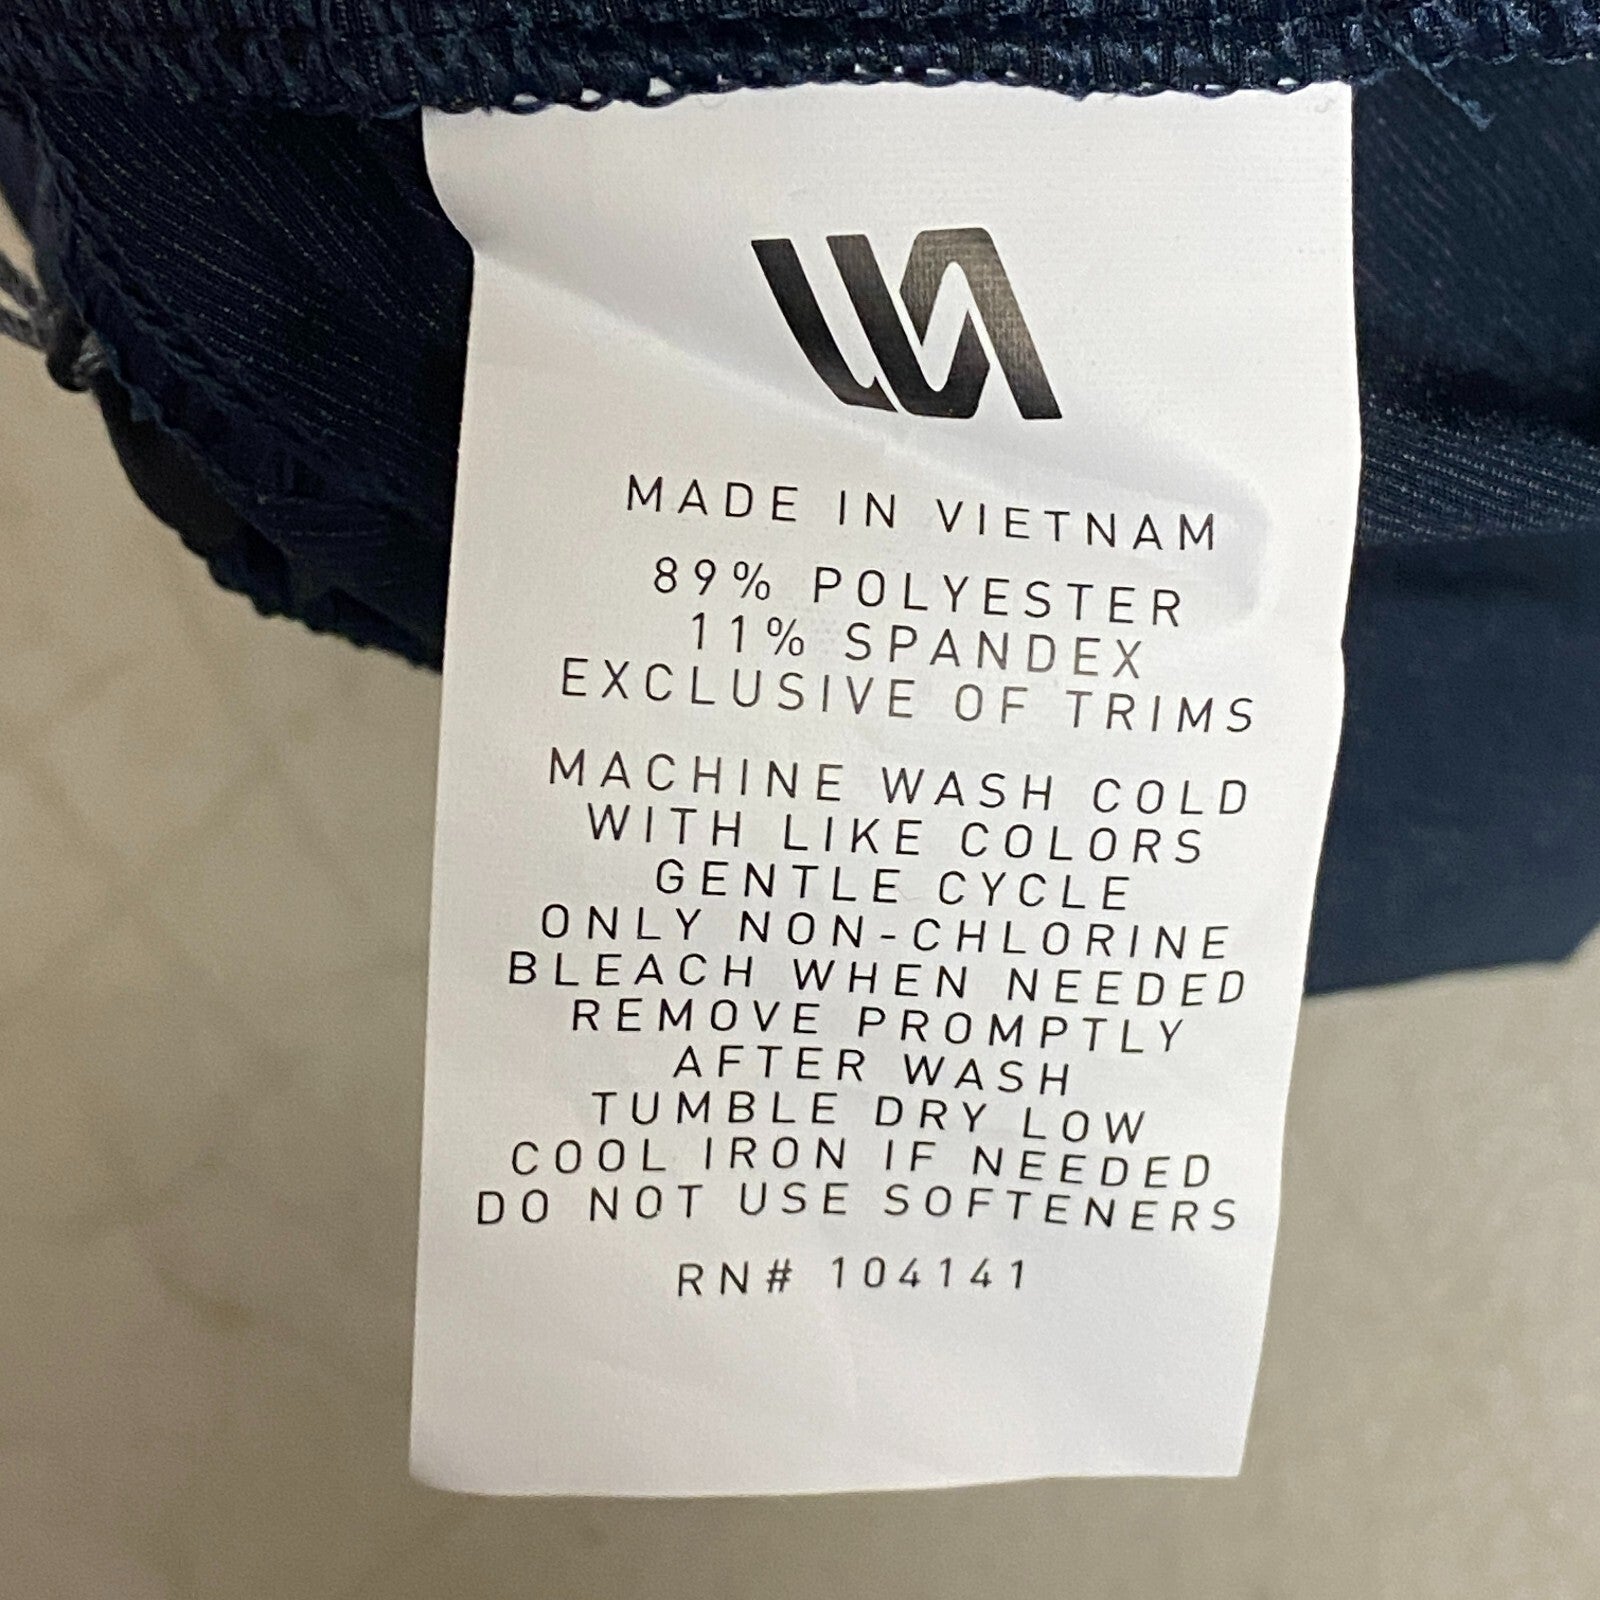 MADE IN VIETNAM
89% POLYESTER
11% SPANDEX
EXCLUSIVE OF TRIMS
MACHINE WASH COLD
WITH LIKE COLORS
GENTLE CYCLE
ONLY NON-CHLORINE
BLEACH WHEN NEEDED
REMOVE PROMPTLY
AFTER WASH
TUMBLE DRY LOW
COOL IRON IF NEEDED
DO NOT USE SOFTENERS
RN# 104141